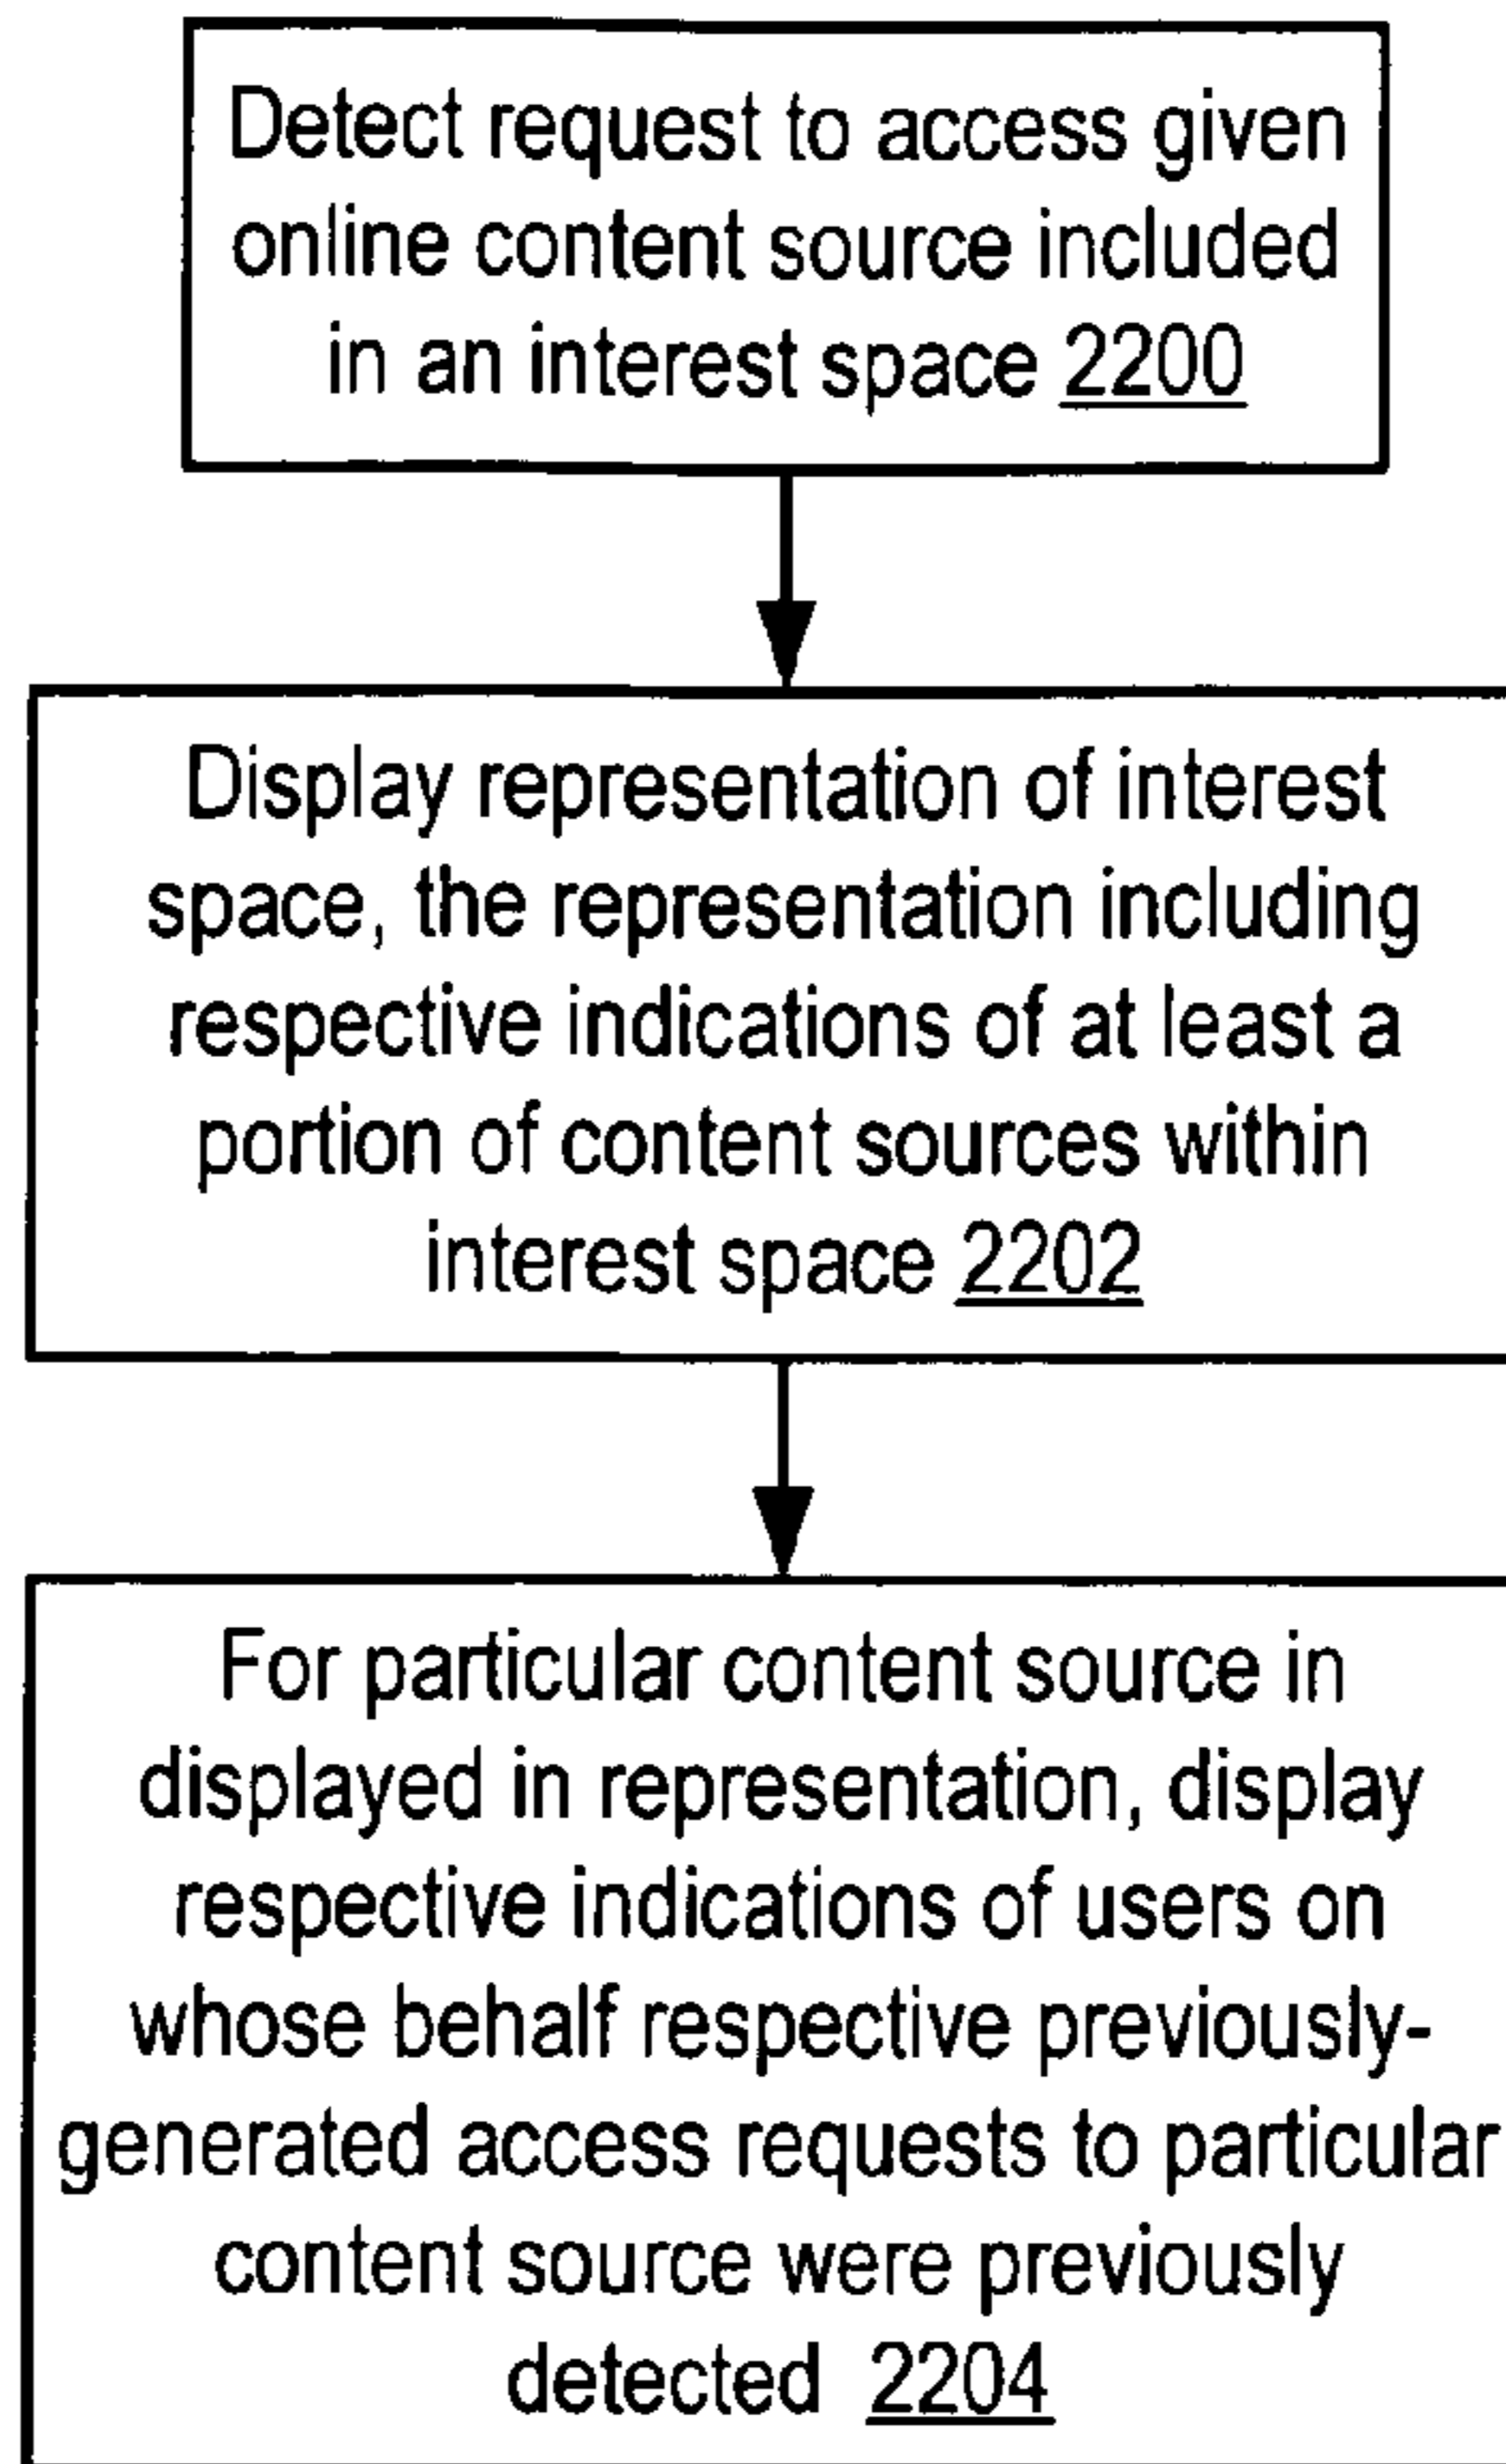 Detect request to access given
online content source included
in an interest space 2200
Display representation of interest
space, the representation including
respective indications of at least a
portion of content sources within
interest space 2202
For particular content source in
displayed in representation, display
respective indications of users on
whose behalf respective previously-
generated access requests to particular
content source were previously
detected 2204